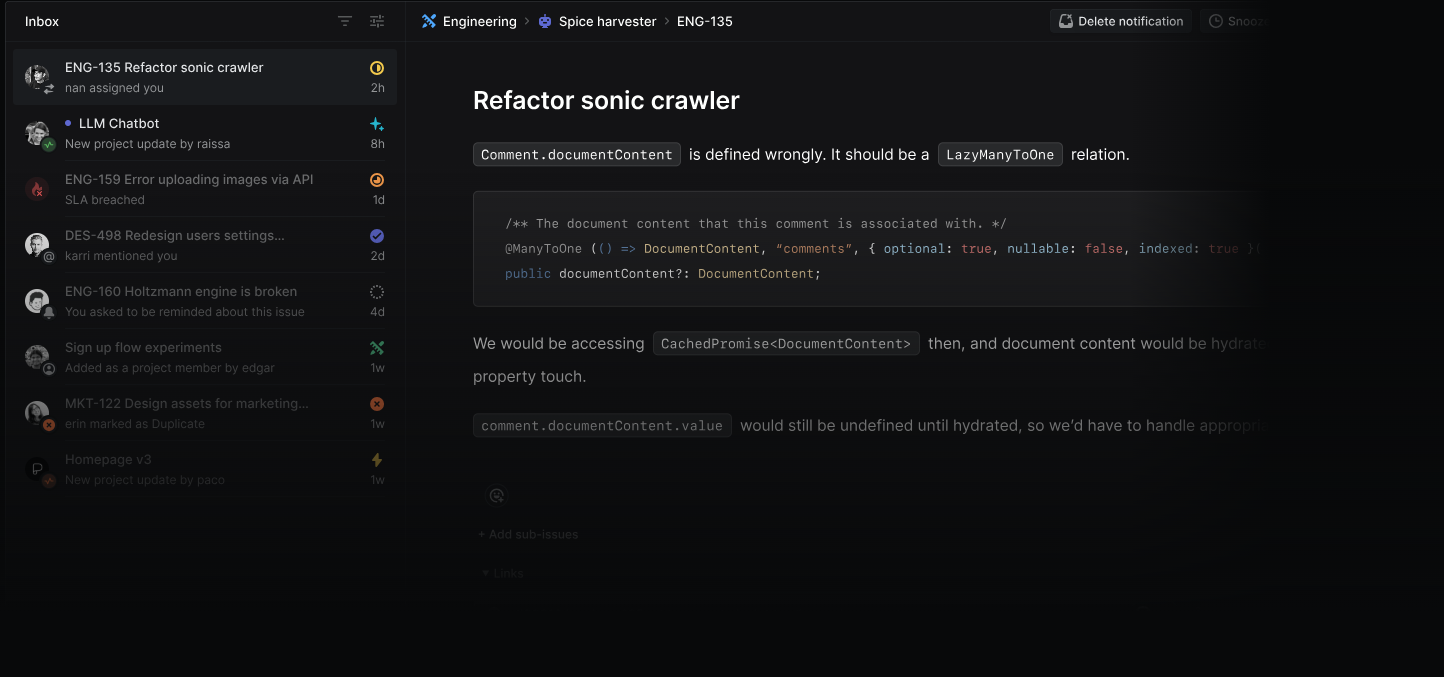 Inbox
ENG-135 Refactor sonic crawler
nan assigned you
2h
LLM Chatbot
New project update by raissa
8h
ENG-159 Error uploading images via API
SLA breached
1d
DES-498 Redesign users settings...
karri mentioned you
2d
ENG-160 Holtzmann engine is broken
You asked to be reminded about this issue
4d
Sign up flow experiments
Added as a project member by edgar
1w
MKT-122 Design assets for marketing...
erin marked as Duplicate
1w
Homepage v3
New project update by paco
1w
Engineering › Spice harvester › ENG-135
Delete notification
Refactor sonic crawler
Comment.documentContent is defined wrongly. It should be a LazyManyToOne relation.
/** The document content that this comment is associated with. */
@ManyToOne (() => DocumentContent, “comments”, { optional: true, nullable: false, indexed: true }
public documentContent?: DocumentContent;
We would be accessing CachedPromise<DocumentContent> then, and document content would be
property touch.
comment.documentContent.value would still be undefined until hydrated, so we’d have to handle
+ Add sub-issues
Links